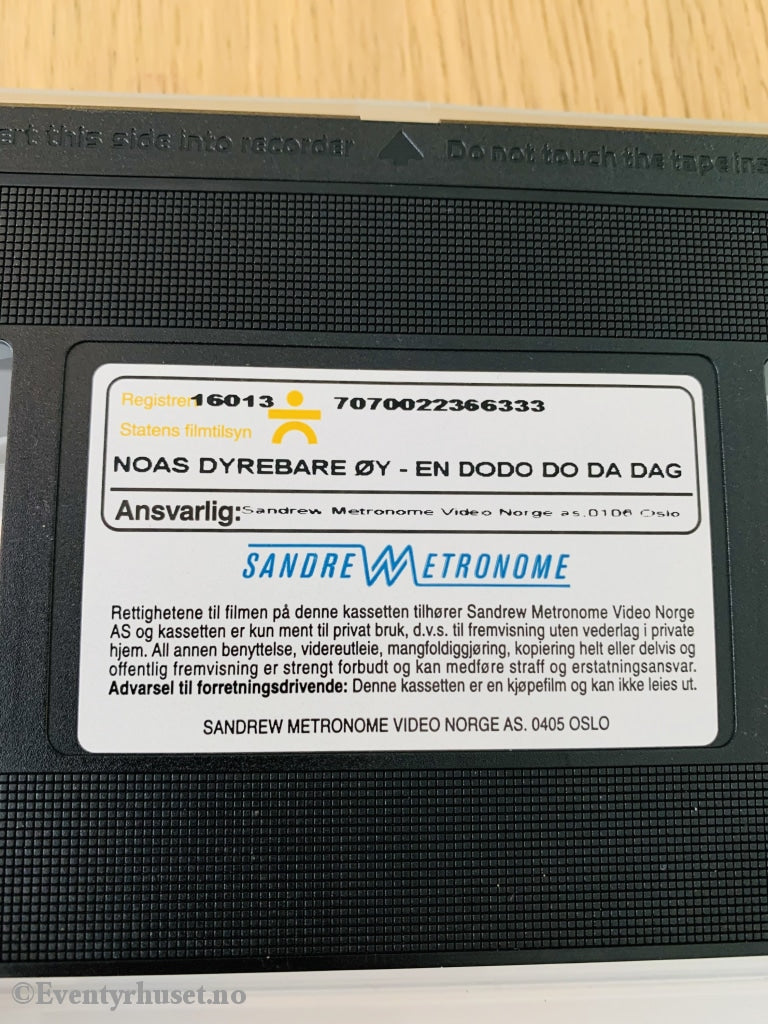 this side into recorder Do not touch the tape
Registrer 16013 7070022366333
Statens filmtilsyn
NOAS DYREBARE ØY - EN DODO DO DA DAG
Ansvarlig: Sandrew Metronome Video Norge as.0106 Oslo
SANDREW METRONOME
Rettighetene til filmen på denne kassetten tilhører Sandrew Metronome Video Norge
AS og kassetten er kun ment til privat bruk, d.v.s. til fremvisning uten vederlag i private
hjem. All annen benyttelse, videreutleie, mangfoldiggjøring, kopiering helt eller delvis og
offentlig fremvisning er strengt forbudt og kan medføre straff og erstatningsansvar.
Advarsel til forretningsdrivende: Denne kassetten er en kjøpefilm og kan ikke leies ut.
SANDREW METRONOME VIDEO NORGE AS. 0405 OSLO
©Eventyrhuset.no